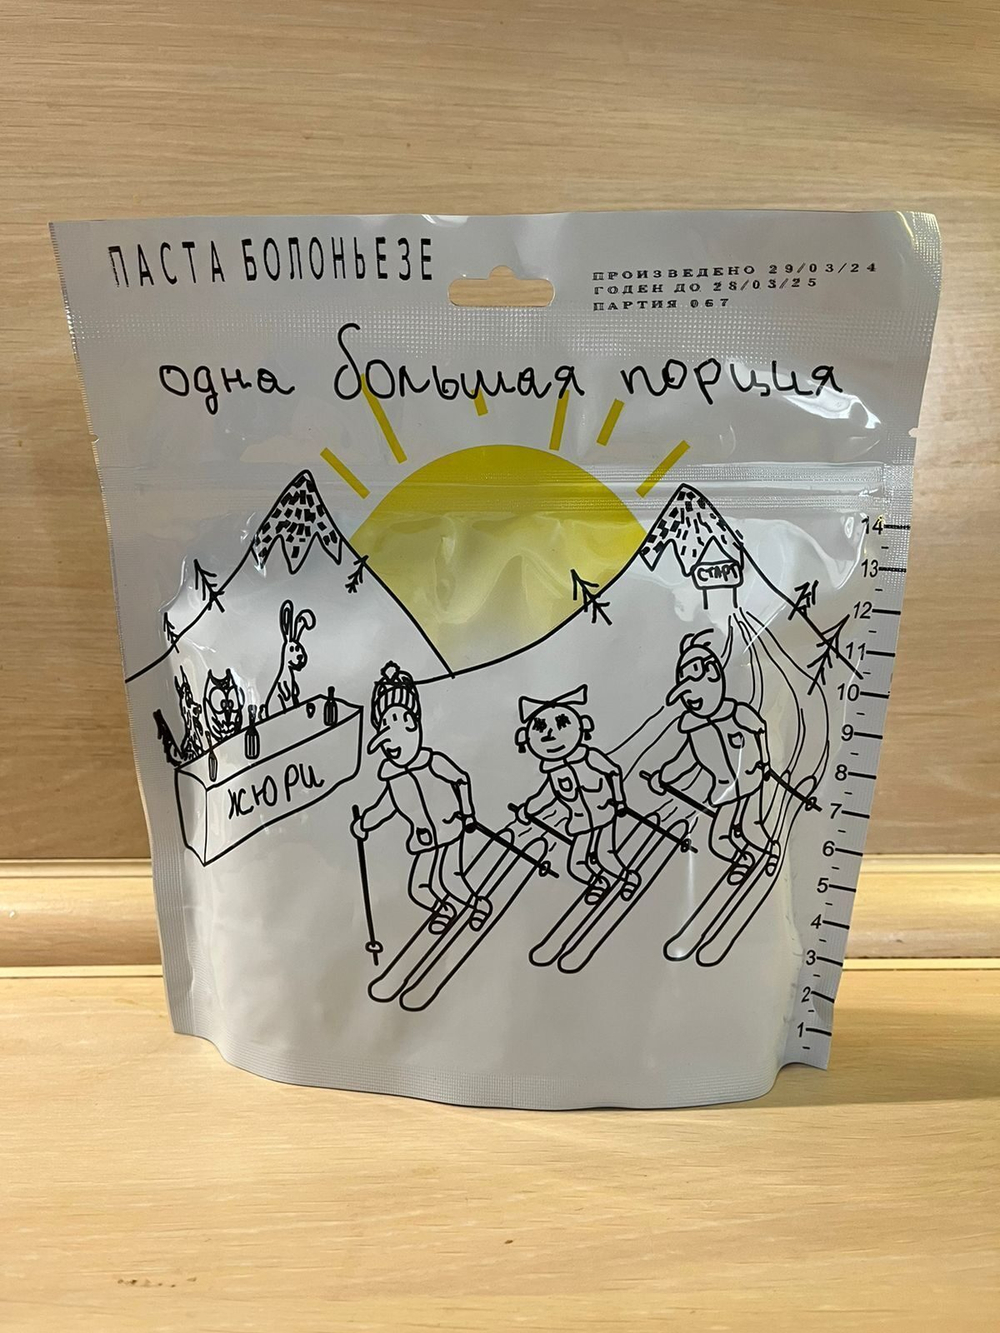 ПАСТА БОЛОНЬЕЗЕ
ПРОИЗВЕДЕНО 29/03/24
ГОДЕН ДО 28/03/25
ПАРТИЯ 067
одна большая порция
СТАРТ
ЖЮРИ
14
13
12
11
10
9
8
7
6
5
4
3
2
1